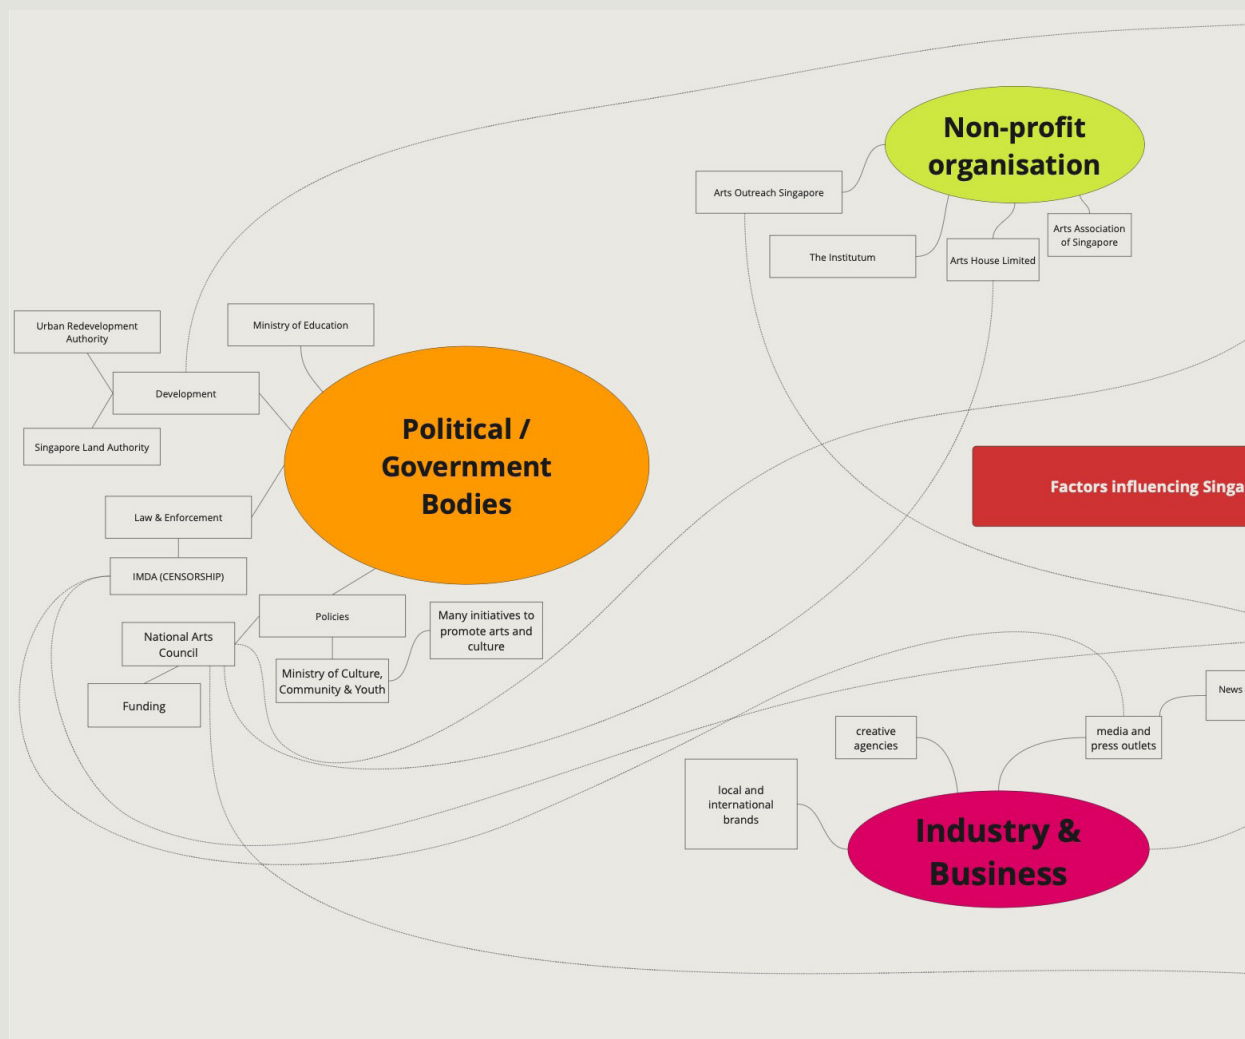 Non-profit
organisation
Arts Outreach Singapore
The Institutum
Arts House Limited
Arts Association
of Singapore
Urban Redevelopment
Authority
Ministry of Education
Development
Singapore Land Authority
Political /
Government
Bodies
Law & Enforcement
IMDA (CENSORSHIP)
Policies
National Arts
Council
Many initiatives to
promote arts and
culture
Ministry of Culture,
Community & Youth
Funding
Factors influencing Singa
News
media and
press outlets
creative
agencies
local and
international
brands
Industry &
Business